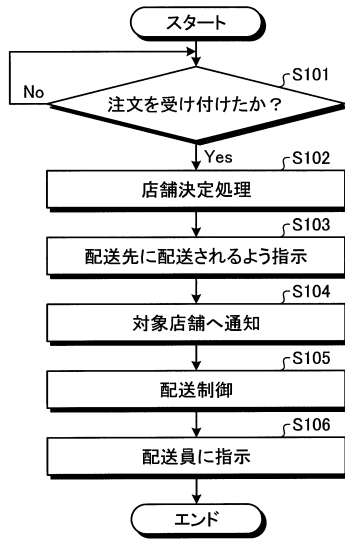 スタート
S101
注文を受け付けたか？
No
Yes
S102
店舗決定処理
S103
配送先に配送されるよう指示
S104
対象店舗へ通知
S105
配送制御
S106
配送員に指示
エンド